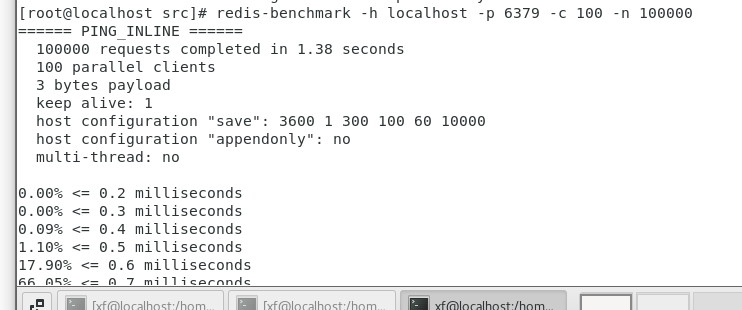 [root@localhost src]# redis-benchmark -h localhost -p 6379 -c 100 -n 100000
====== PING_INLINE ======
  100000 requests completed in 1.38 seconds
  100 parallel clients
  3 bytes payload
  keep alive: 1
  host configuration "save": 3600 1 300 100 60 10000
  host configuration "appendonly": no
  multi-thread: no

0.00% <= 0.2 milliseconds
0.00% <= 0.3 milliseconds
0.09% <= 0.4 milliseconds
1.10% <= 0.5 milliseconds
17.90% <= 0.6 milliseconds
66.05% <= 0.7 milliseconds
[xf@localhost:/hom... [xf@localhost:/hom... xf@localhost:/hom...